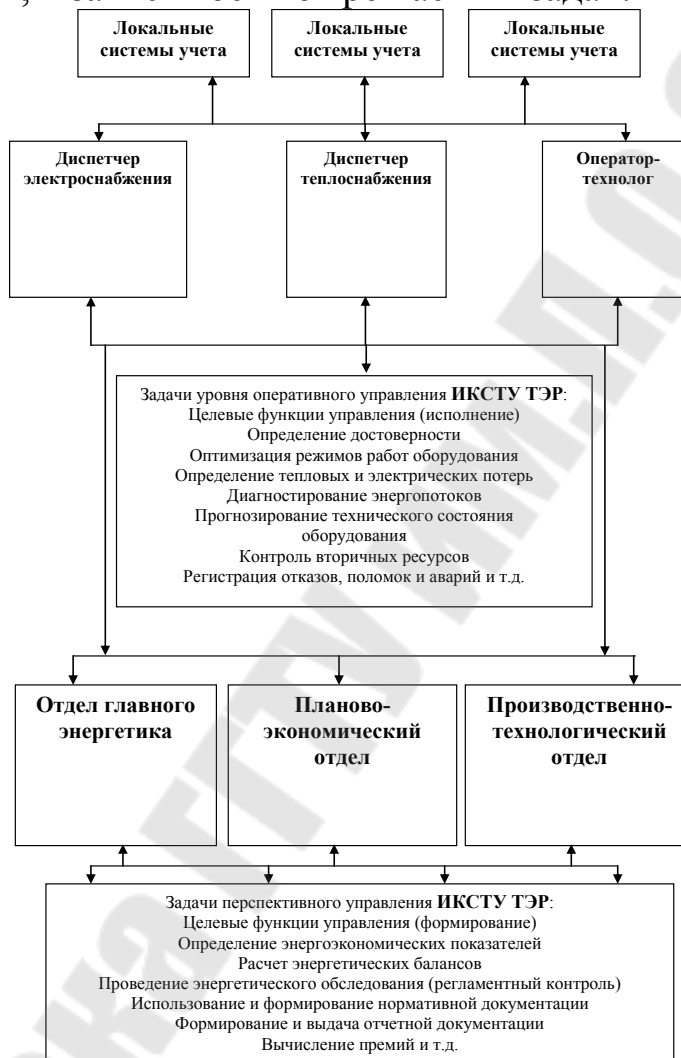 Локальные
системы учета
Локальные
системы учета
Локальные
системы учета
Диспетчер
электроснабжения
Диспетчер
теплоснабжения
Оператор-
технолог
Задачи уровня оперативного управления ИКСТУ ТЭР:
Целевые функции управления (исполнение)
Определение достоверности
Оптимизация режимов работ оборудования
Определение тепловых и электрических потерь
Диагностирование энергопотоков
Прогнозирование технического состояния
оборудования
Контроль вторичных ресурсов
Регистрация отказов, поломок и аварий и т.д.
Отдел главного
энергетика
Планово-
экономический
отдел
Производственно-
технологический
отдел
Задачи перспективного управления ИКСТУ ТЭР:
Целевые функции управления (формирование)
Определение энергоэкономических показателей
Расчет энергетических балансов
Проведение энергетического обследования (регламентный контроль)
Использование и формирование нормативной документации
Формирование и выдача отчетной документации
Вычисление премий и т.д.
ГГТУ ИМ.П.О.